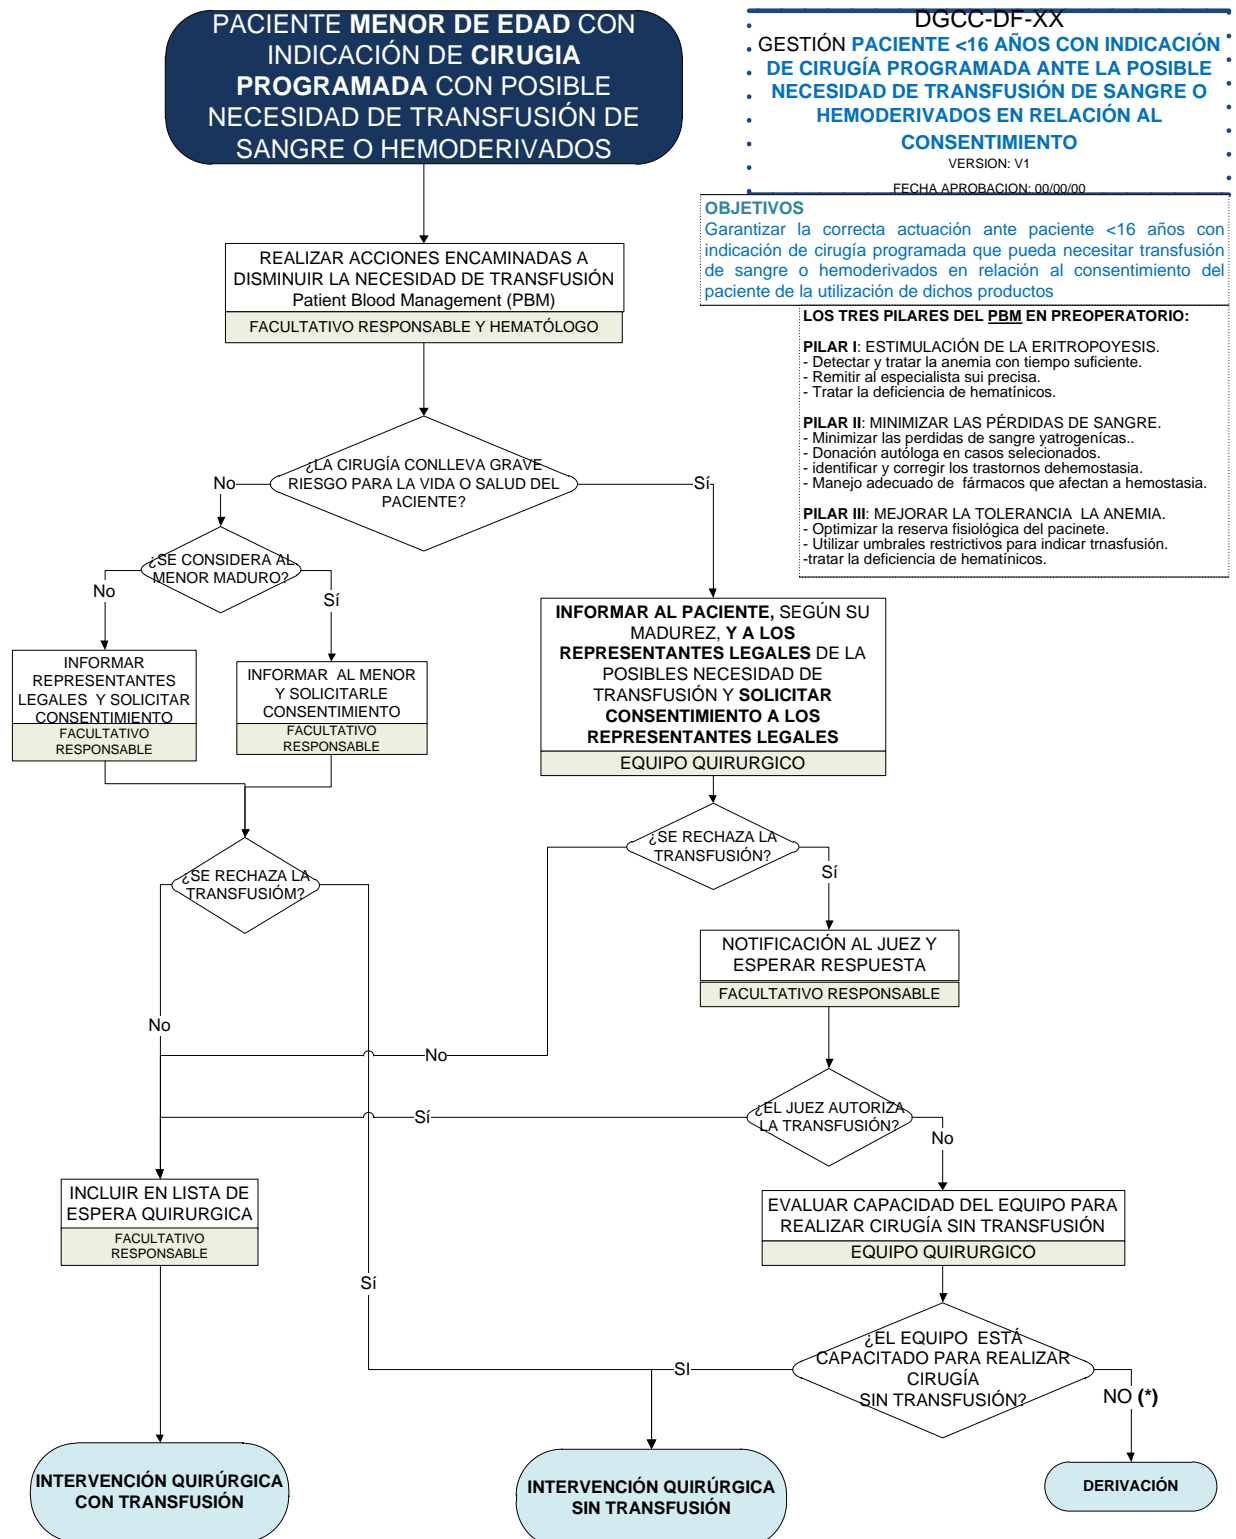 PACIENTE MENOR DE EDAD CON
INDICACIÓN DE CIRUGIA
PROGRAMADA CON POSIBLE
NECESIDAD DE TRANSFUSIÓN DE
SANGRE O HEMODERIVADOS
DGCC-DF-XX
GESTIÓN PACIENTE <16 AÑOS CON INDICACIÓN
DE CIRUGÍA PROGRAMADA ANTE LA POSIBLE
NECESIDAD DE TRANSFUSIÓN DE SANGRE O
HEMODERIVADOS EN RELACIÓN AL
CONSENTIMIENTO
VERSION: V1
FECHA APROBACION: 00/00/00
OBJETIVOS
Garantizar la correcta actuación ante paciente <16 años con
indicación de cirugía programada que pueda necesitar transfusión
de sangre o hemoderivados en relación al consentimiento del
paciente de la utilización de dichos productos
LOS TRES PILARES DEL PBM EN PREOPERATORIO:
PILAR I: ESTIMULACIÓN DE LA ERITROPOYESIS.
- Detectar y tratar la anemia con tiempo suficiente.
- Remitir al especialista sui precisa.
- Tratar la deficiencia de hematínicos.
PILAR II: MINIMIZAR LAS PÉRDIDAS DE SANGRE.
- Minimizar las perdidas de sangre yatrogenícas..
- Donación autóloga en casos selecionados.
- identificar y corregir los trastornos dehemostasia.
- Manejo adecuado de fármacos que afectan a hemostasia.
PILAR III: MEJORAR LA TOLERANCIA LA ANEMIA.
- Optimizar la reserva fisiológica del pacinete.
- Utilizar umbrales restrictivos para indicar trnasfusión.
-tratar la deficiencia de hematínicos.
REALIZAR ACCIONES ENCAMINADAS A
DISMINUIR LA NECESIDAD DE TRANSFUSIÓN
Patient Blood Management (PBM)
FACULTATIVO RESPONSABLE Y HEMATÓLOGO
¿LA CIRUGÍA CONLLEVA GRAVE
RIESGO PARA LA VIDA O SALUD DEL
PACIENTE?
No
Sí
¿SE CONSIDERA AL
MENOR MADURO?
No
Sí
INFORMAR
REPRESENTANTES
LEGALES Y SOLICITAR
CONSENTIMIENTO
FACULTATIVO
RESPONSABLE
INFORMAR AL MENOR
Y SOLICITARLE
CONSENTIMIENTO
FACULTATIVO
RESPONSABLE
INFORMAR AL PACIENTE, SEGÚN SU
MADUREZ, Y A LOS
REPRESENTANTES LEGALES DE LA
POSIBLES NECESIDAD DE
TRANSFUSIÓN Y SOLICITAR
CONSENTIMIENTO A LOS
REPRESENTANTES LEGALES
EQUIPO QUIRURGICO
¿SE RECHAZA LA
TRANSFUSIÓN?
Sí
¿SE RECHAZA LA
TRANSFUSIÓM?
NOTIFICACIÓN AL JUEZ Y
ESPERAR RESPUESTA
FACULTATIVO RESPONSABLE
No
No
¿EL JUEZ AUTORIZA
LA TRANSFUSIÓN?
Sí
No
INCLUIR EN LISTA DE
ESPERA QUIRURGICA
FACULTATIVO
RESPONSABLE
EVALUAR CAPACIDAD DEL EQUIPO PARA
REALIZAR CIRUGÍA SIN TRANSFUSIÓN
EQUIPO QUIRURGICO
Sí
¿EL EQUIPO ESTÁ
CAPACITADO PARA REALIZAR
CIRUGÍA
SIN TRANSFUSIÓN?
SI
NO (*)
INTERVENCIÓN QUIRÚRGICA
CON TRANSFUSIÓN
INTERVENCIÓN QUIRÚRGICA
SIN TRANSFUSIÓN
DERIVACIÓN